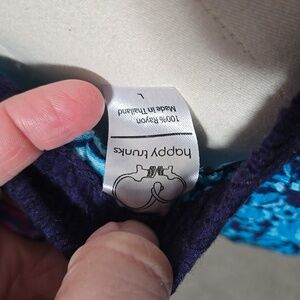 happy trunks
100% Rayon
Made in Thailand
L